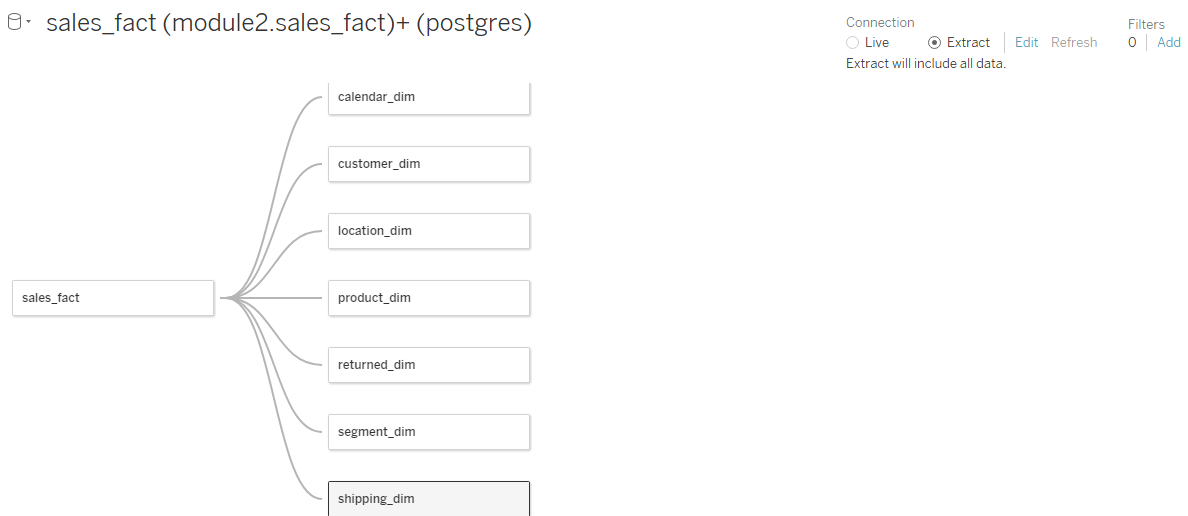 sales_fact (module2.sales_fact)+ (postgres)
Connection
Live
Extract
Edit
Refresh
Filters
0
Add
Extract will include all data.
calendar_dim
customer_dim
location_dim
sales_fact
product_dim
returned_dim
segment_dim
shipping_dim